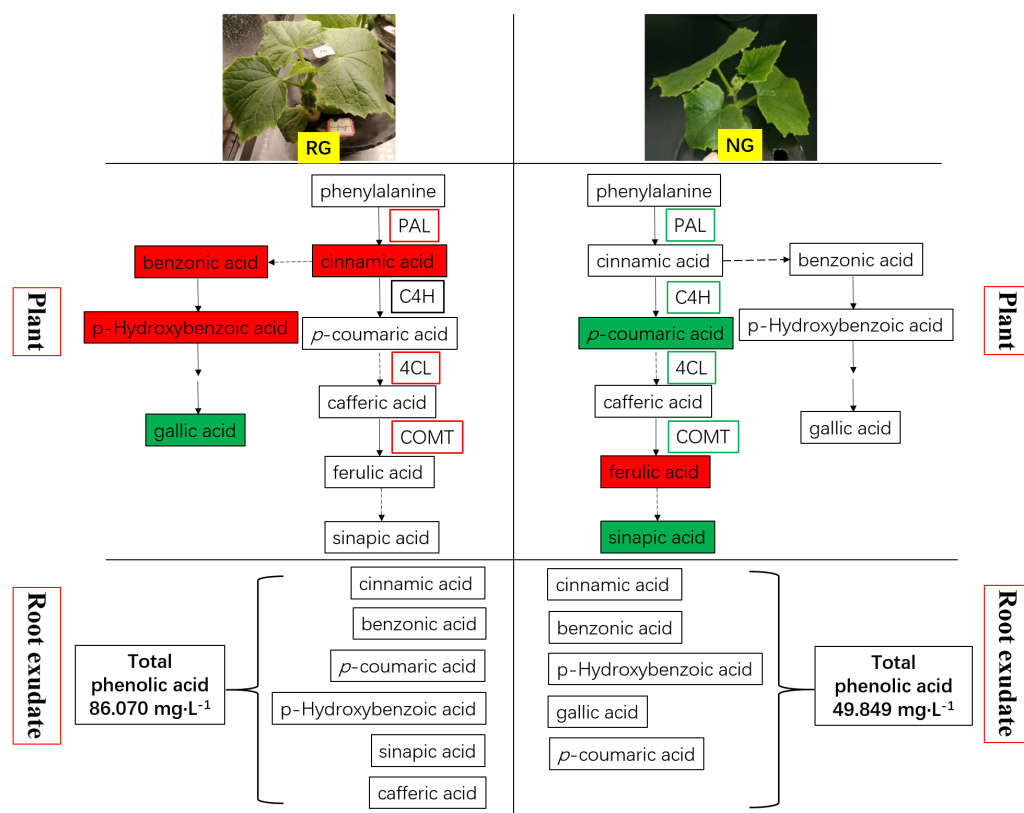 RG
NG
Plant
phenylalanine
PAL
benzonic acid
cinnamic acid
C4H
p-Hydroxybenzoic acid
p-coumaric acid
4CL
cafferic acid
gallic acid
COMT
ferulic acid
sinapic acid
phenylalanine
PAL
cinnamic acid
benzonic acid
C4H
p-coumaric acid
p-Hydroxybenzoic acid
4CL
cafferic acid
gallic acid
COMT
ferulic acid
sinapic acid
Plant
Root exudate
Total
phenolic acid
86.070 mg·L⁻¹
cinnamic acid
benzonic acid
p-coumaric acid
p-Hydroxybenzoic acid
sinapic acid
cafferic acid
cinnamic acid
benzonic acid
p-Hydroxybenzoic acid
gallic acid
p-coumaric acid
Total
phenolic acid
49.849 mg·L⁻¹
Root exudate